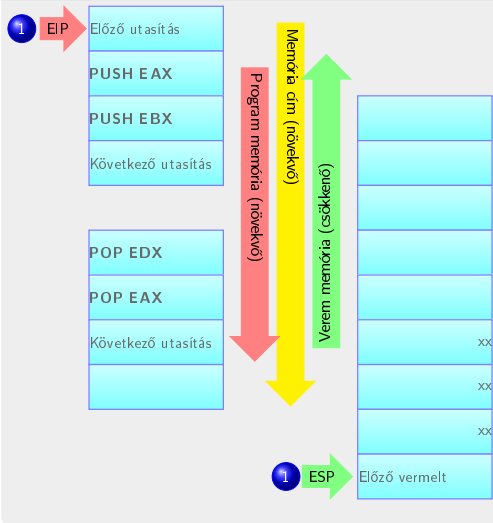 1
EIP
Előző utasítás
PUSH EAX
PUSH EBX
Következő utasítás
POP EDX
POP EAX
Következő utasítás
Program memória (növekvő)
Memória cím (növekvő)
Verem memória (csökkenő)
xx
xx
xx
1
ESP
Előző vermelt